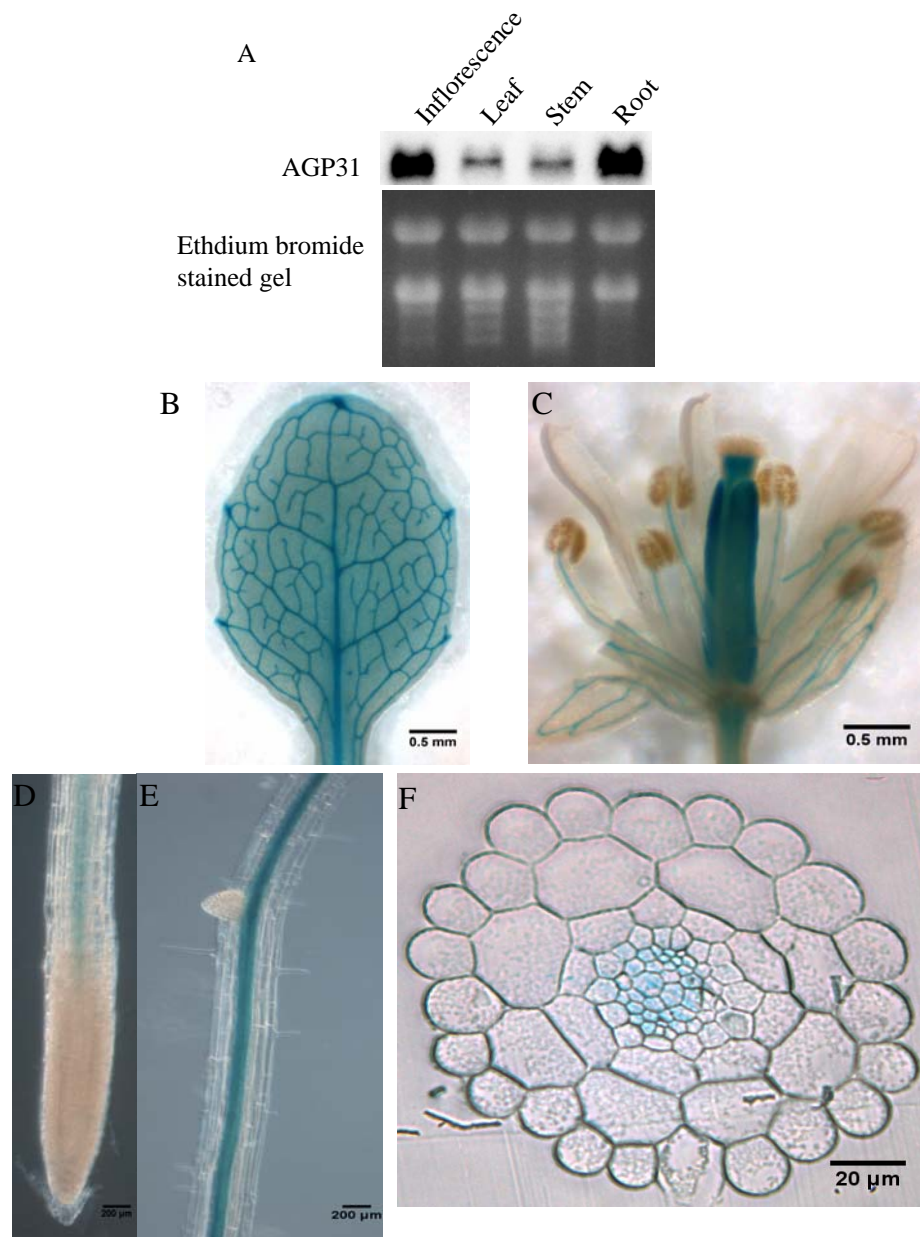 A
Inflorescence
Leaf
Stem
Root
AGP31
Ethdium bromide
stained gel
B
0.5 mm
C
0.5 mm
D
200 µm
E
200 µm
F
20 µm